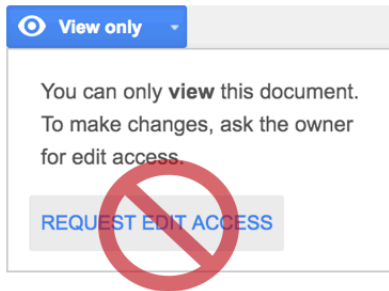 View only
You can only view this document.
To make changes, ask the owner
for edit access.
REQUEST EDIT ACCESS